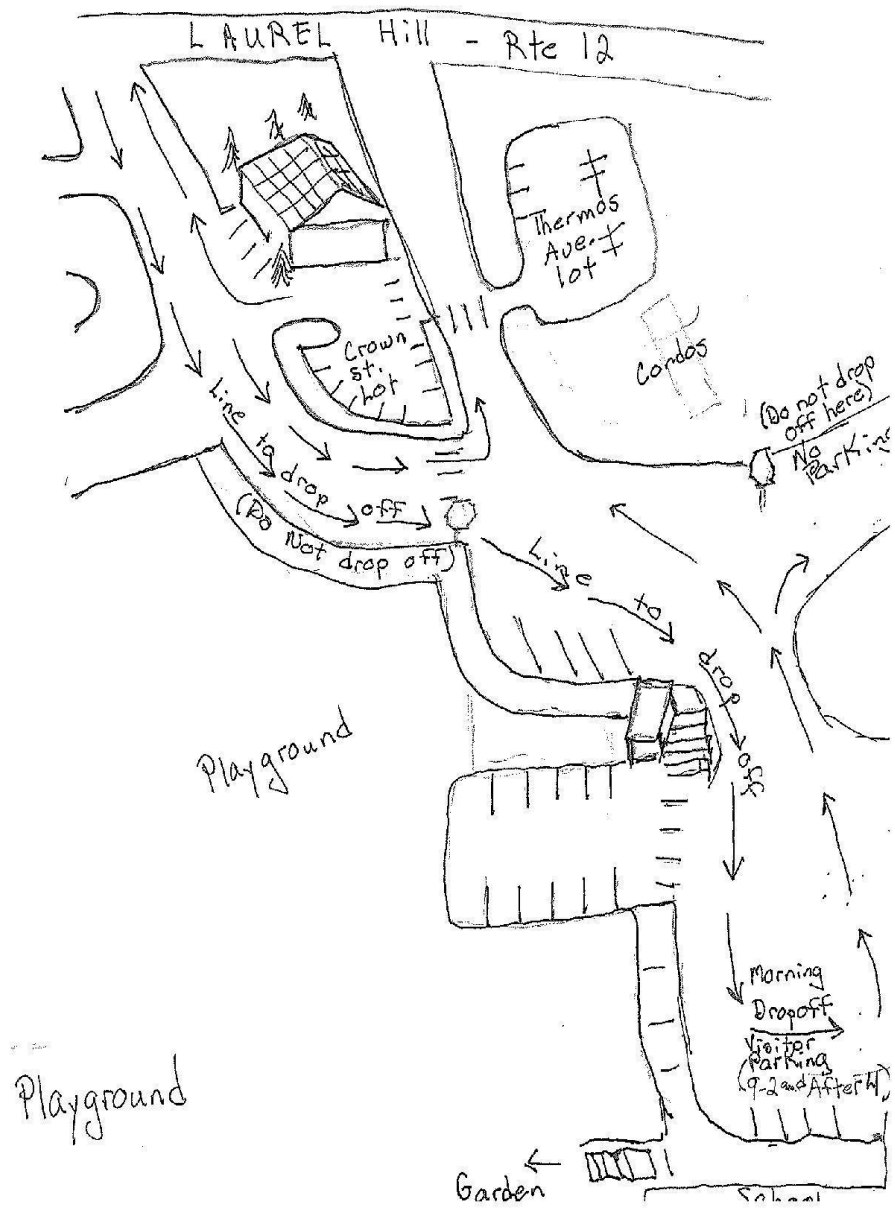 LAUREL Hill - Rte 12
Thermos
Ave.
lot
Crown
St.
Lot
Condos
(Do not drop
off here)
No
Parking
Line to drop off
(Do Not drop off)
Line to drop off
Playground
Morning
Dropoff
Visitor
Parking
(9-2 and After 4)
Playground
Garden
School